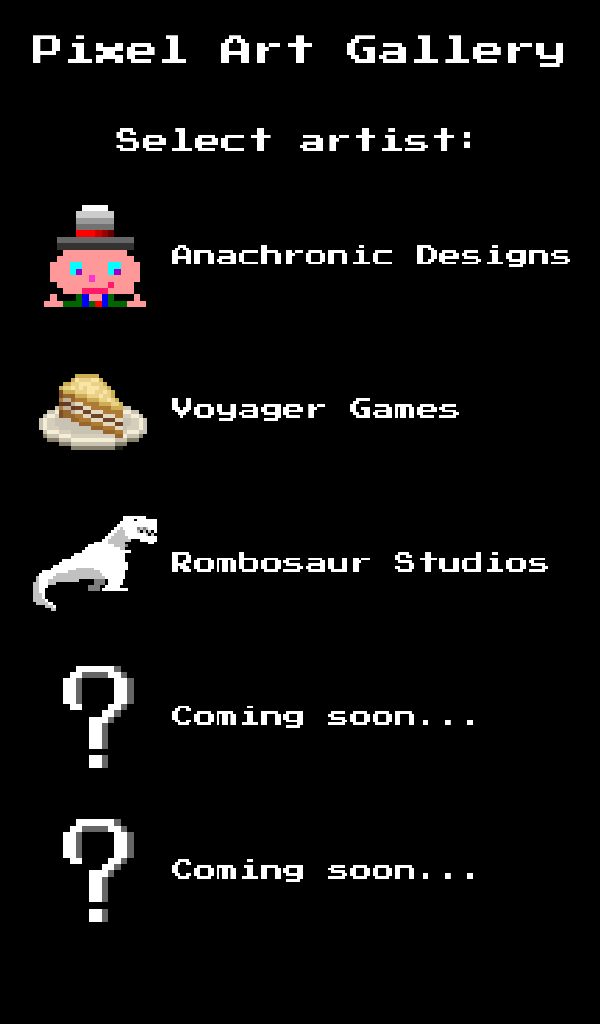 Pixel Art Gallery
Select artist:
Anachronic Designs
Voyager Games
Rombosaur Studios
?
Coming soon...
?
Coming soon...